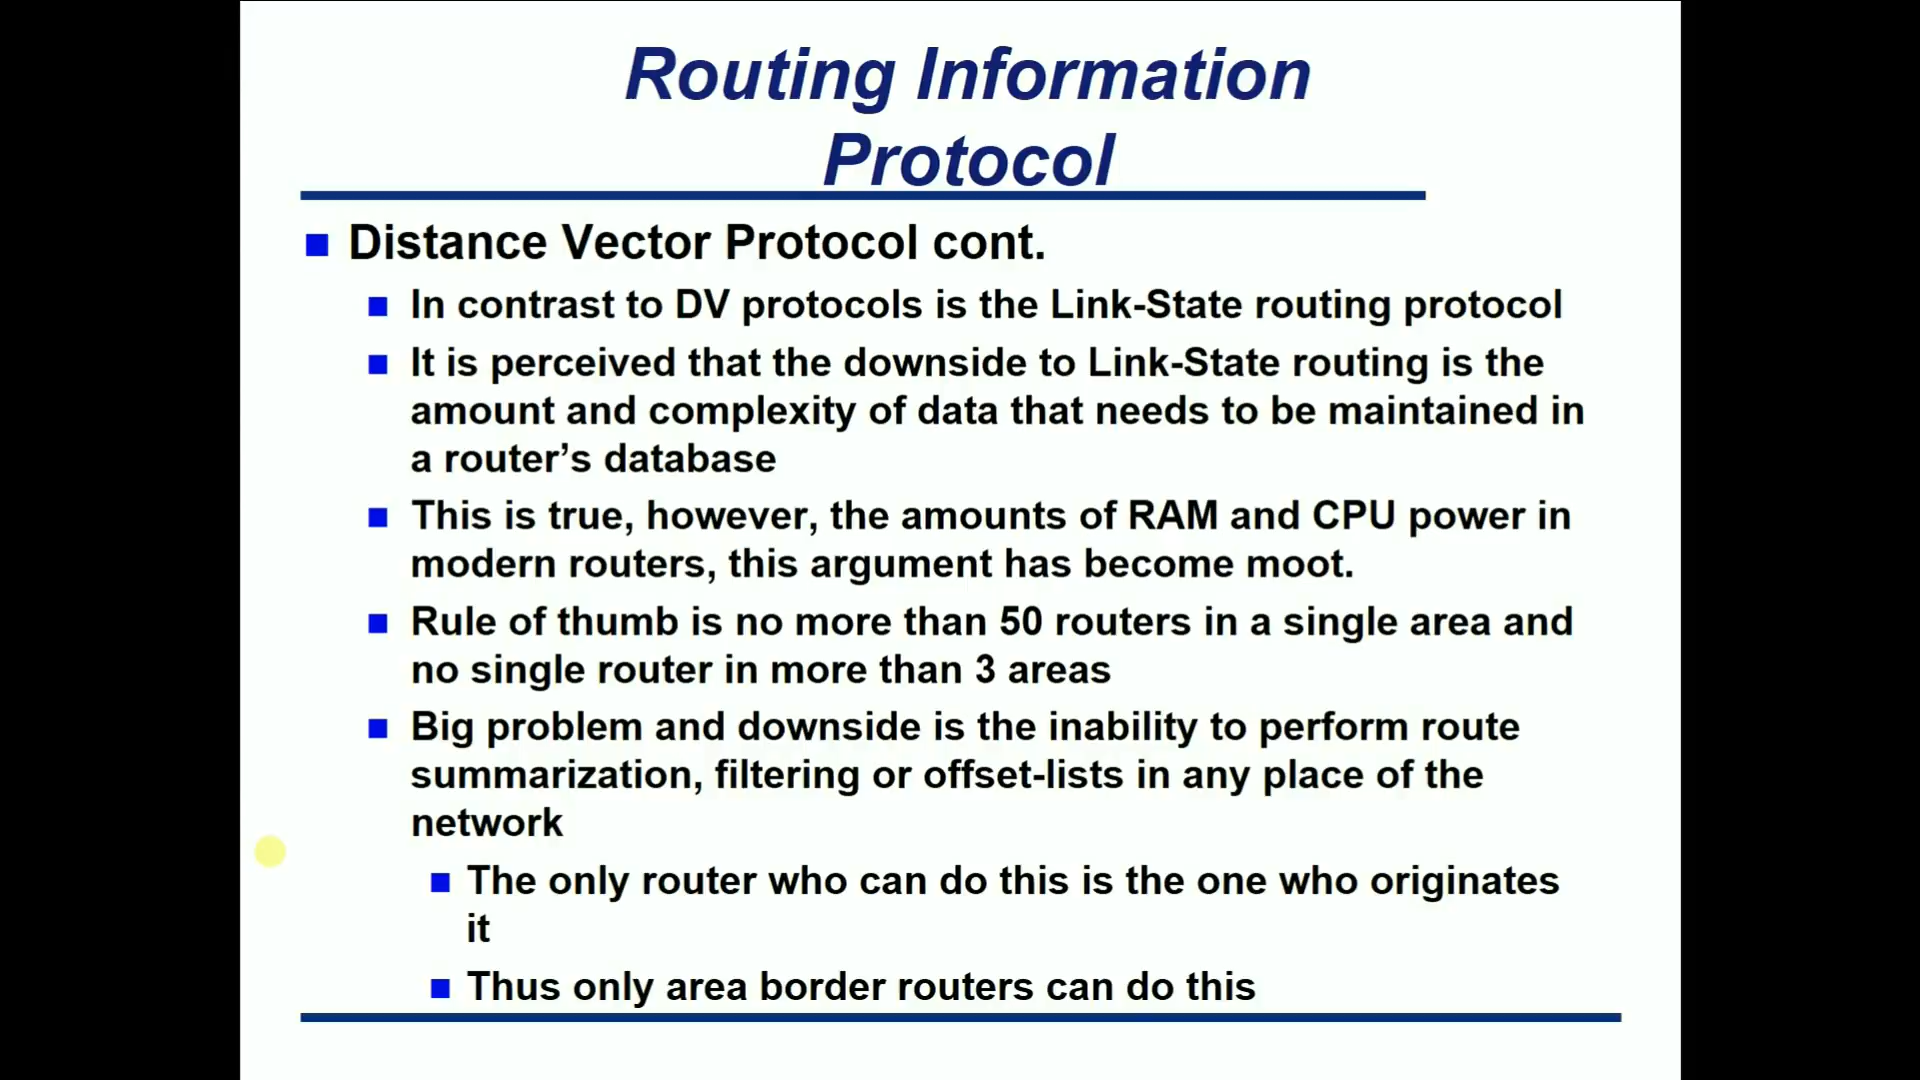 Routing Information
Protocol
Distance Vector Protocol cont.
In contrast to DV protocols is the Link-State routing protocol
It is perceived that the downside to Link-State routing is the
amount and complexity of data that needs to be maintained in
a router’s database
This is true, however, the amounts of RAM and CPU power in
modern routers, this argument has become moot.
Rule of thumb is no more than 50 routers in a single area and
no single router in more than 3 areas
Big problem and downside is the inability to perform route
summarization, filtering or offset-lists in any place of the
network
The only router who can do this is the one who originates
it
Thus only area border routers can do this